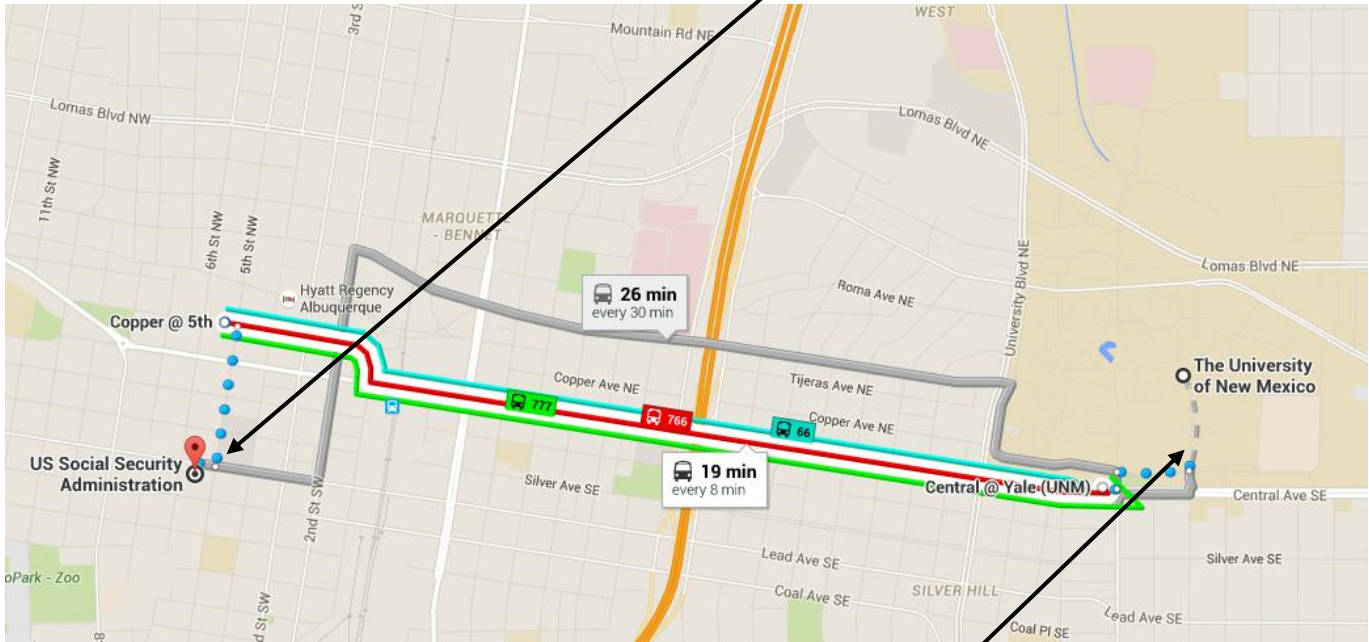 WEST
3rd S
Mountain Rd NE
Lomas Blvd NW
Lomas Blvd NE
11th St NW
6th St NW
5th St NW
MARQUETTE
- BENNET
University Blvd NE
Lomas Blvd NE
Hyatt Regency
Albuquerque
26 min
every 30 min
Roma Ave NE
Copper @ 5th
The University
of New Mexico
Copper Ave NE
Tijeras Ave NE
777
766
Copper Ave NE
66
US Social Security
Administration
19 min
every 8 min
Silver Ave SE
Central @ Yale (UNM)
Central Ave SE
2nd St SW
Lead Ave SE
Silver Ave SE
oPark - Zoo
Coal Ave SE
SILVER HILL
Lead Ave SE
d St SW
8
Coal Pl SE